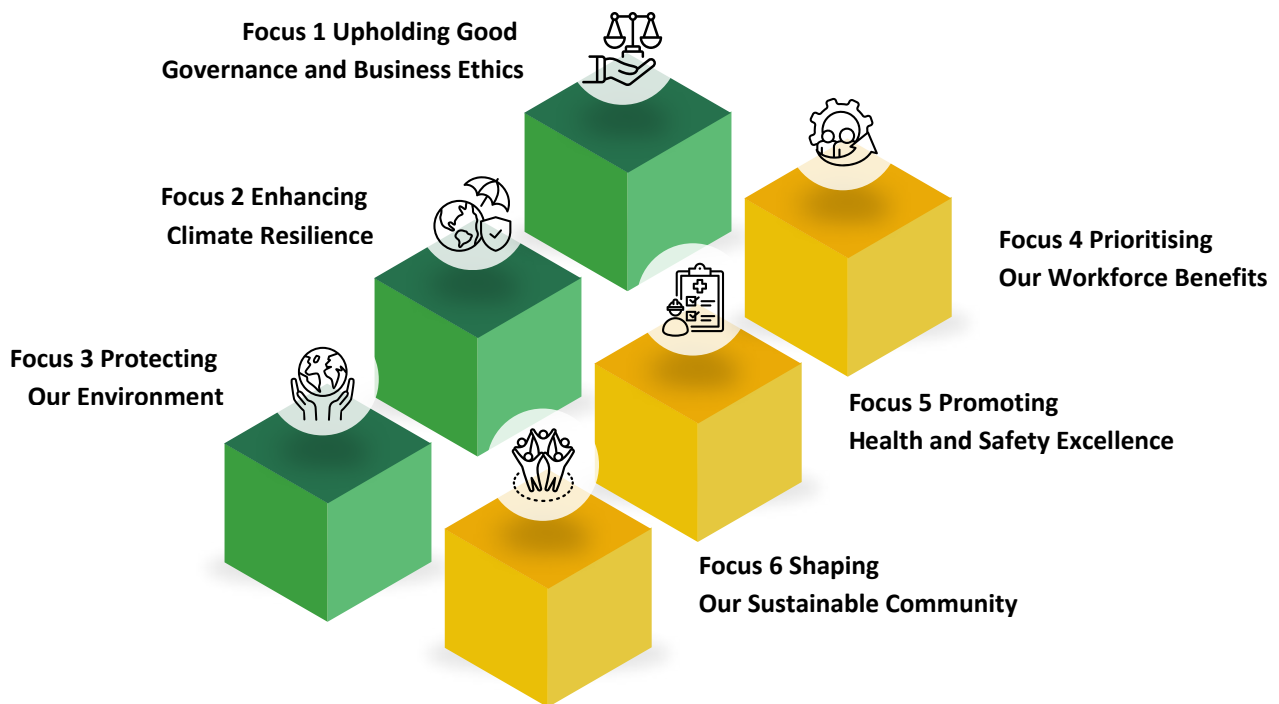 Focus 1 Upholding Good
Governance and Business Ethics
Focus 2 Enhancing
Climate Resilience
Focus 3 Protecting
Our Environment
Focus 4 Prioritising
Our Workforce Benefits
Focus 5 Promoting
Health and Safety Excellence
Focus 6 Shaping
Our Sustainable Community